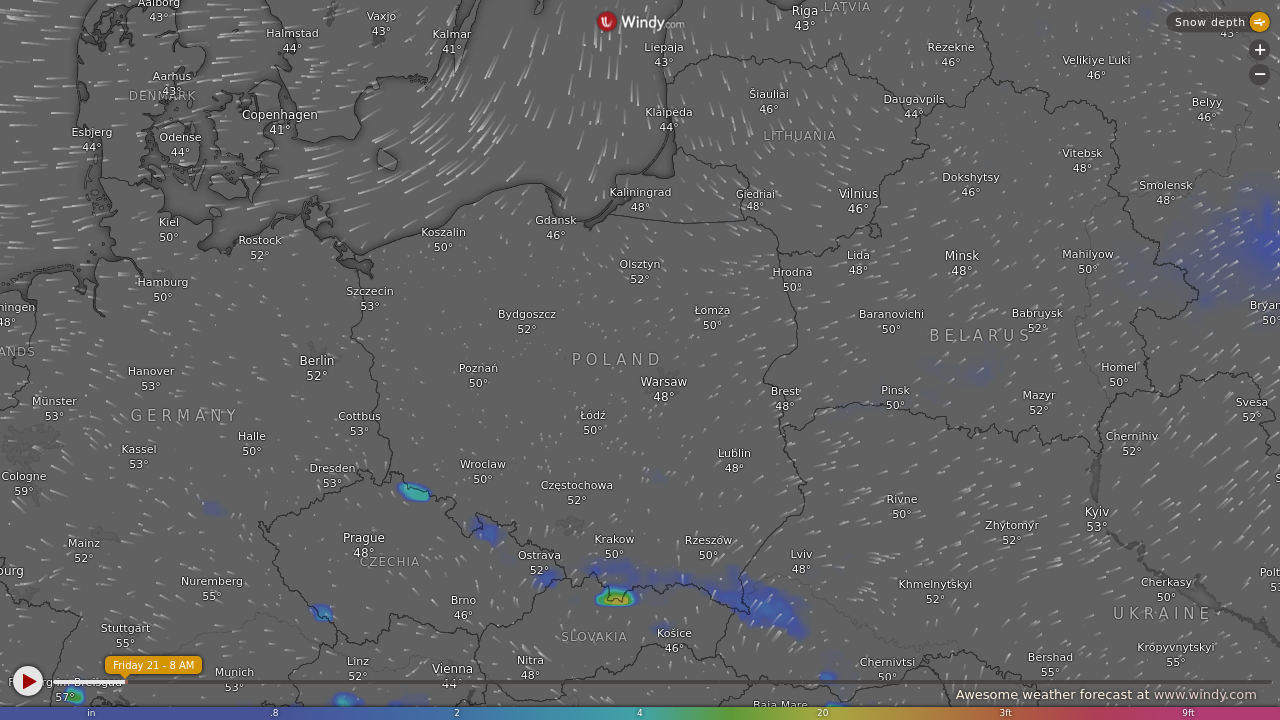 Aalborg
43°
Vaxjo
43°
Windy.com
Riga
43°
LATVIA
Snow depth
43°
Halmstad
44°
Kalmar
41°
Liepaja
43°
Rēzekne
46°
Velikiye Luki
46°
+
−
Aarhus
43°
DENMARK
Copenhagen
41°
Klaipėda
44°
Šiauliai
46°
LITHUANIA
Daugavpils
44°
Belyy
46°
Esbjerg
44°
Odense
44°
Vitebsk
48°
Kaliningrad
48°
Giedriai
48°
Vilnius
46°
Dokshytsy
46°
Smolensk
48°
Kiel
50°
Rostock
52°
Koszalin
50°
Gdansk
46°
Olsztyn
52°
Hrodna
50°
Lida
48°
Minsk
48°
Mahilyow
50°
Hamburg
50°
Szczecin
53°
Bydgoszcz
52°
Łomża
50°
Baranovichi
50°
Babruysk
52°
BELARUS
50°
48°
ANDS
Berlin
52°
POLAND
Hanover
53°
Poznań
50°
Warsaw
48°
Brest
48°
Pinsk
50°
Mazyr
52°
Homel
50°
Münster
53°
GERMANY
Cottbus
53°
Łódź
50°
Svesa
52°
Kassel
53°
Halle
50°
Chernihiv
52°
Cologne
59°
Dresden
53°
Wroclaw
50°
Częstochowa
52°
Lublin
48°
Rivne
50°
Kyiv
53°
Zhytomyr
52°
Mainz
52°
Prague
48°
CZECHIA
Ostrava
52°
Krakow
50°
Rzeszów
50°
Lviv
48°
Nuremberg
55°
Brno
46°
Khmelnytskyi
52°
Cherkasy
50°
UKRAINE
Stuttgart
55°
SLOVAKIA
Košice
46°
Kropyvnytskyi
55°
Friday 21 - 8 AM
Munich
53°
Linz
52°
Vienna
44°
Nitra
48°
Chernivtsi
50°
Bershad
55°
57°
Baia Mare
Awesome weather forecast at www.windy.com
in .8 2 4 20 3ft 9ft